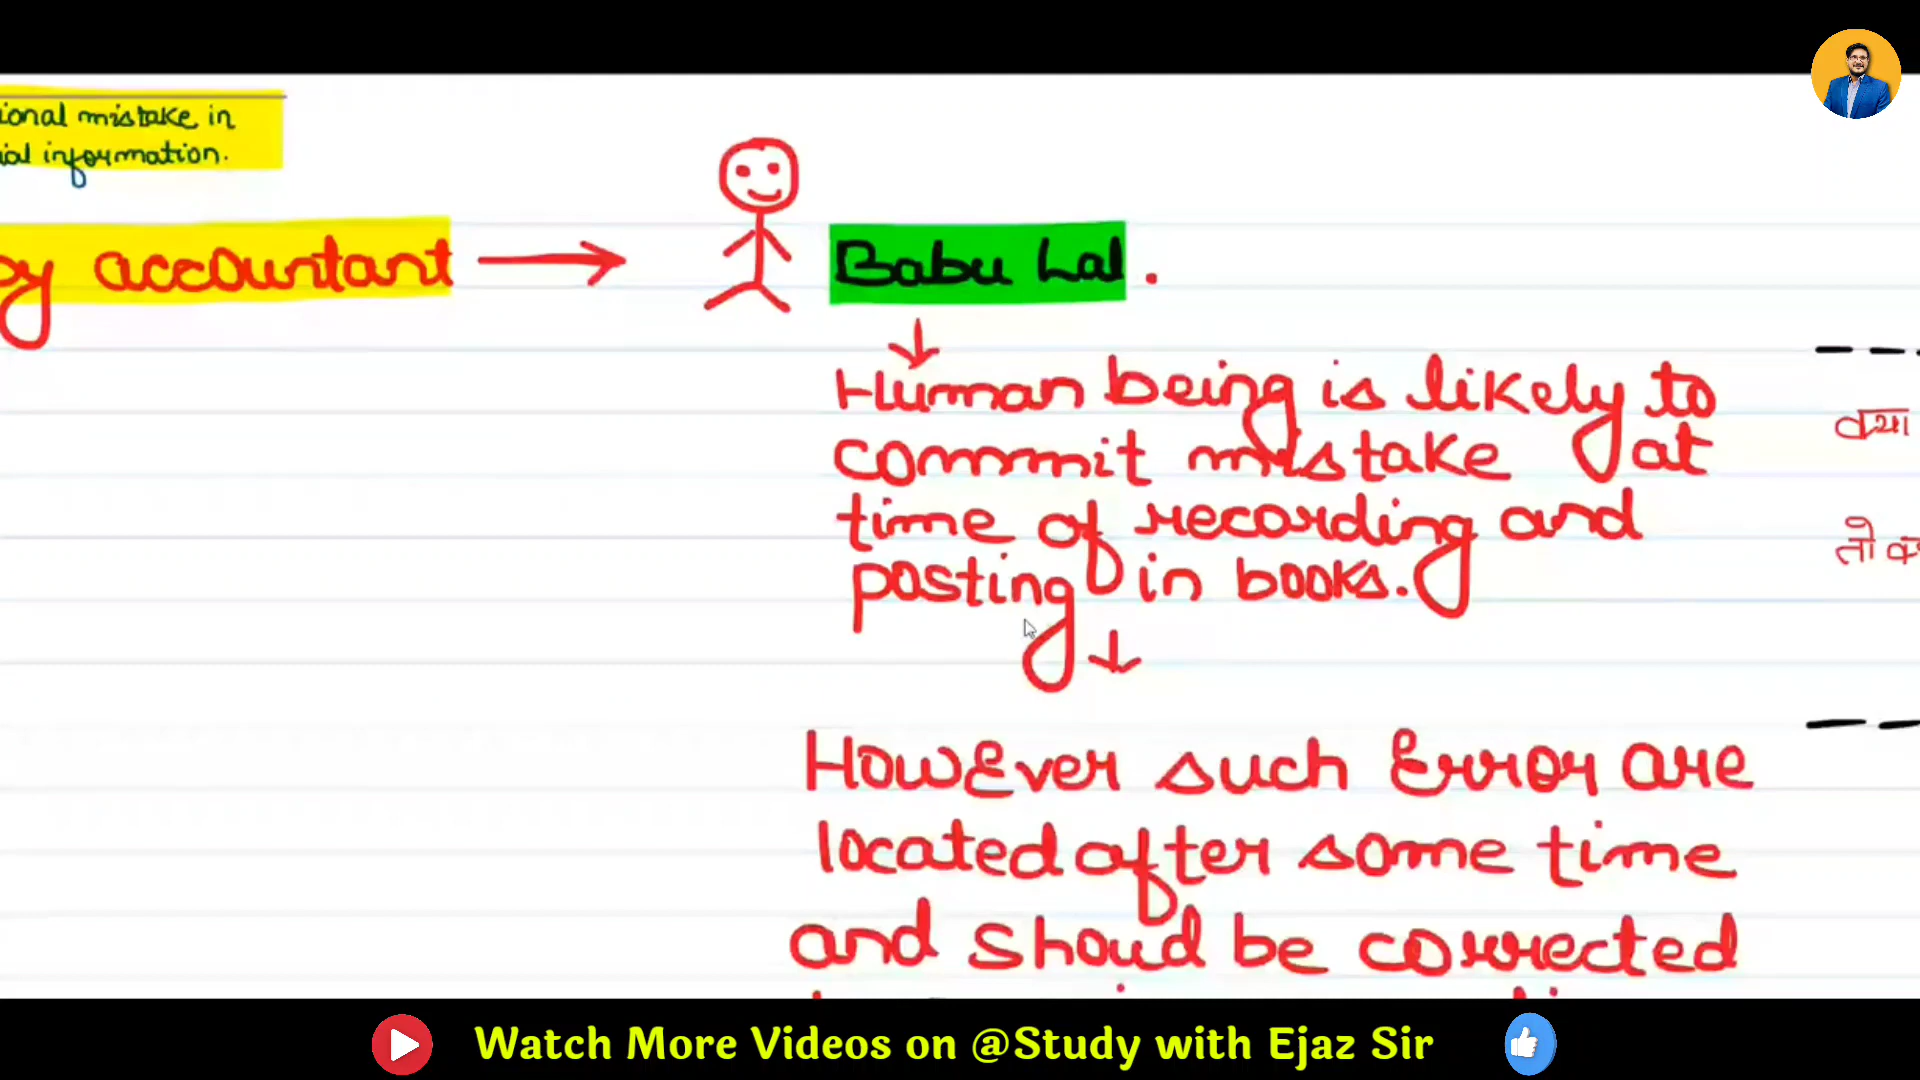 ional mistake in
ial information.
by accountant → Babu Lal.
Human being is likely to
commit mistake at
time of recording and
posting in books.
However such Error are
located after some time
and shoud be corrected
क्या
तो
Watch More Videos on @Study with Ejaz Sir